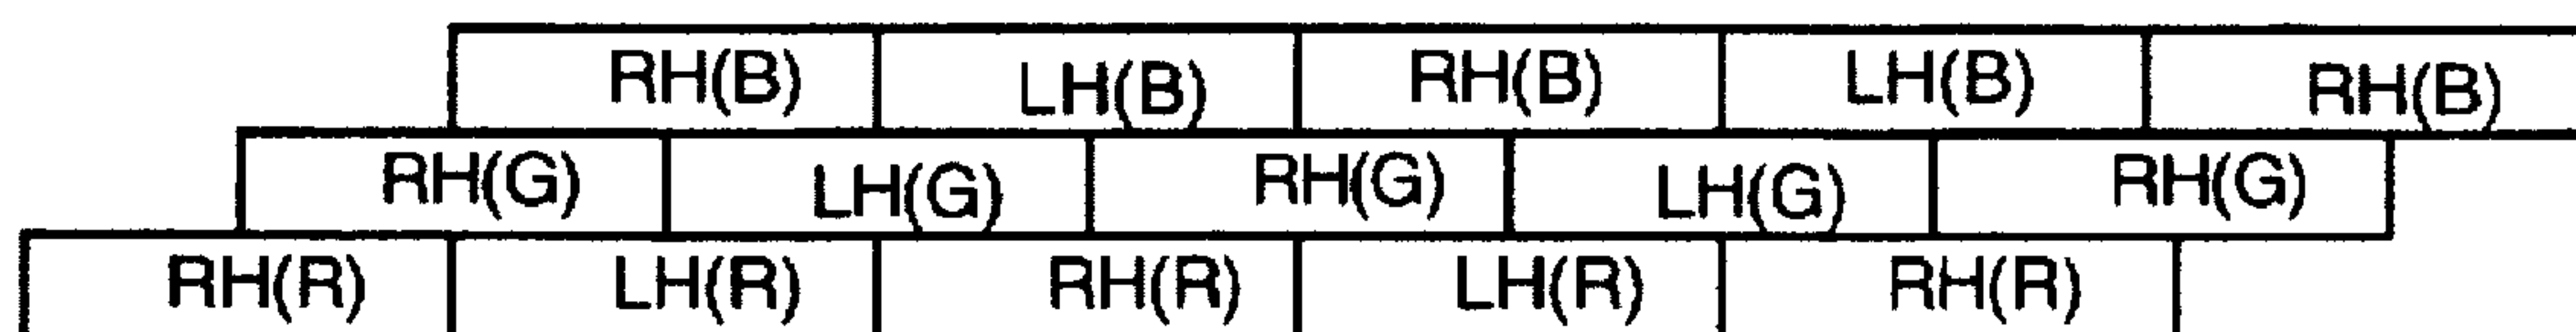 RH(B) LH(B) RH(B) LH(B) RH(B)
RH(G) LH(G) RH(G) LH(G) RH(G)
RH(R) LH(R) RH(R) LH(R) RH(R)